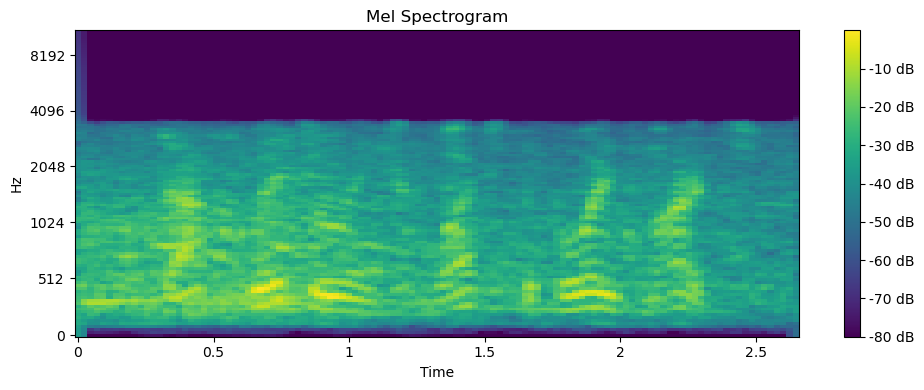 Mel Spectrogram
8192
4096
2048
1024
512
0
Hz
0
0.5
1
1.5
2
2.5
Time
-10 dB
-20 dB
-30 dB
-40 dB
-50 dB
-60 dB
-70 dB
-80 dB